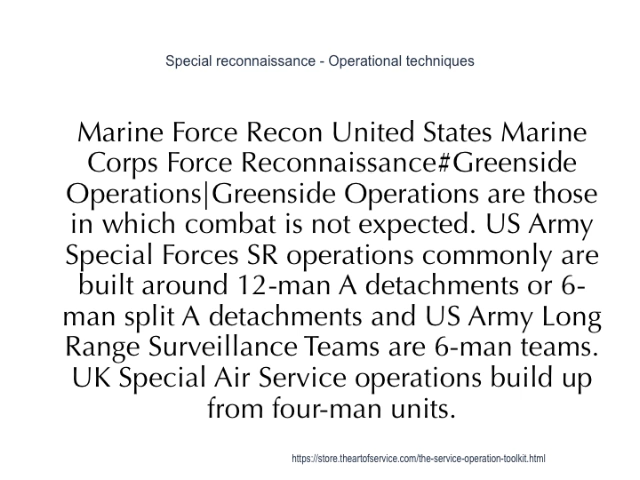 Special reconnaissance - Operational techniques
Marine Force Recon United States Marine
Corps Force Reconnaissance#Greenside
Operations|Greenside Operations are those
in which combat is not expected. US Army
Special Forces SR operations commonly are
built around 12-man A detachments or 6-
man split A detachments and US Army Long
Range Surveillance Teams are 6-man teams.
UK Special Air Service operations build up
from four-man units.
https://store.theartofservice.com/the-service-operation-toolkit.html